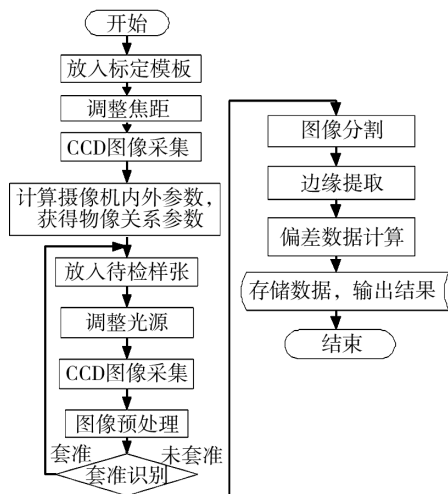 开始
放入标定模板
调整焦距
CCD图像采集
计算摄像机内外参数，
获得物像关系参数
放入待检样张
调整光源
CCD图像采集
图像预处理
套准
未套准
套准识别
图像分割
边缘提取
偏差数据计算
存储数据，输出结果
结束